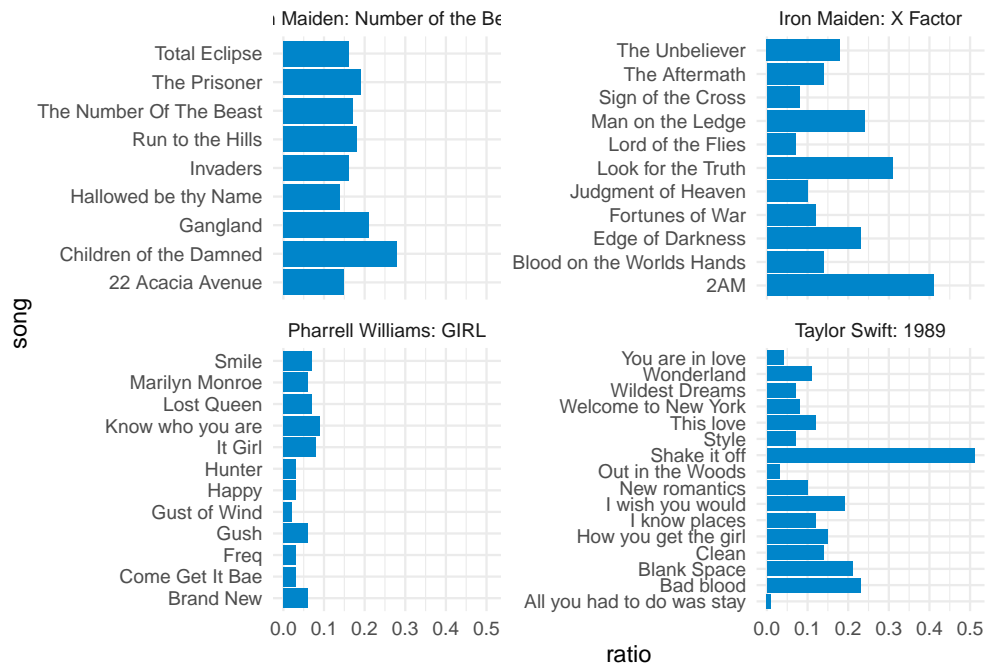 n Maiden: Number of the Be
Total Eclipse
The Prisoner
The Number Of The Beast
Run to the Hills
Invaders
Hallowed be thy Name
Gangland
Children of the Damned
22 Acacia Avenue
Iron Maiden: X Factor
The Unbeliever
The Aftermath
Sign of the Cross
Man on the Ledge
Lord of the Flies
Look for the Truth
Judgment of Heaven
Fortunes of War
Edge of Darkness
Blood on the Worlds Hands
2AM
song
Pharrell Williams: GIRL
Smile
Marilyn Monroe
Lost Queen
Know who you are
It Girl
Hunter
Happy
Gust of Wind
Gush
Freq
Come Get It Bae
Brand New
0.0 0.1 0.2 0.3 0.4 0.5
Taylor Swift: 1989
You are in love
Wonderland
Wildest Dreams
Welcome to New York
This love
Style
Shake it off
Out in the Woods
New romantics
I wish you would
I know places
How you get the girl
Clean
Blank Space
Bad blood
All you had to do was stay
0.0 0.1 0.2 0.3 0.4 0.5
ratio